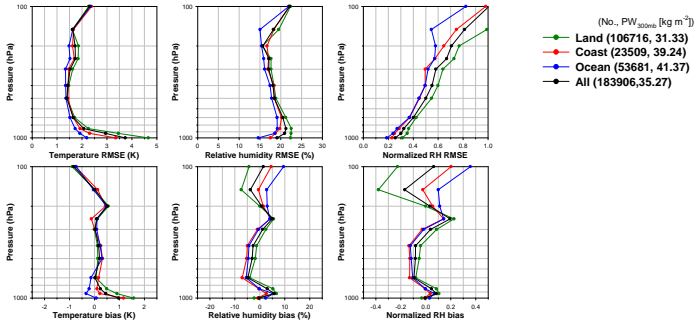 (No., PW300mb [kg m-2])
Land (106716, 31.33)
Coast (23509, 39.24)
Ocean (53681, 41.37)
All (183906,35.27)
Pressure (hPa)
100
1000
0 1 2 3 4 5
Temperature RMSE (K)
Pressure (hPa)
100
1000
0 5 10 15 20 25 30
Relative humidity RMSE (%)
Pressure (hPa)
100
1000
0.2 0.4 0.6 0.8 1.0
Normalized RH RMSE
Pressure (hPa)
100
1000
-2 -1 0 1 2
Temperature bias (K)
Pressure (hPa)
100
1000
-20 -10 0 10 20
Relative humidity bias (%)
Pressure (hPa)
100
1000
-0.4 -0.2 0.0 0.2 0.4
Normalized RH bias